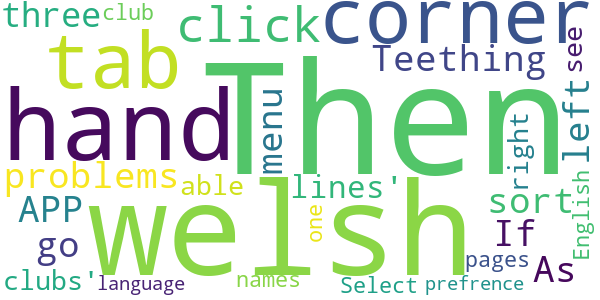 three club click corner
tab Then Teething see
hand menu left
problems able lines' right English
welsh one sort
APP If
go pages As
clubs' language names Select prefrence